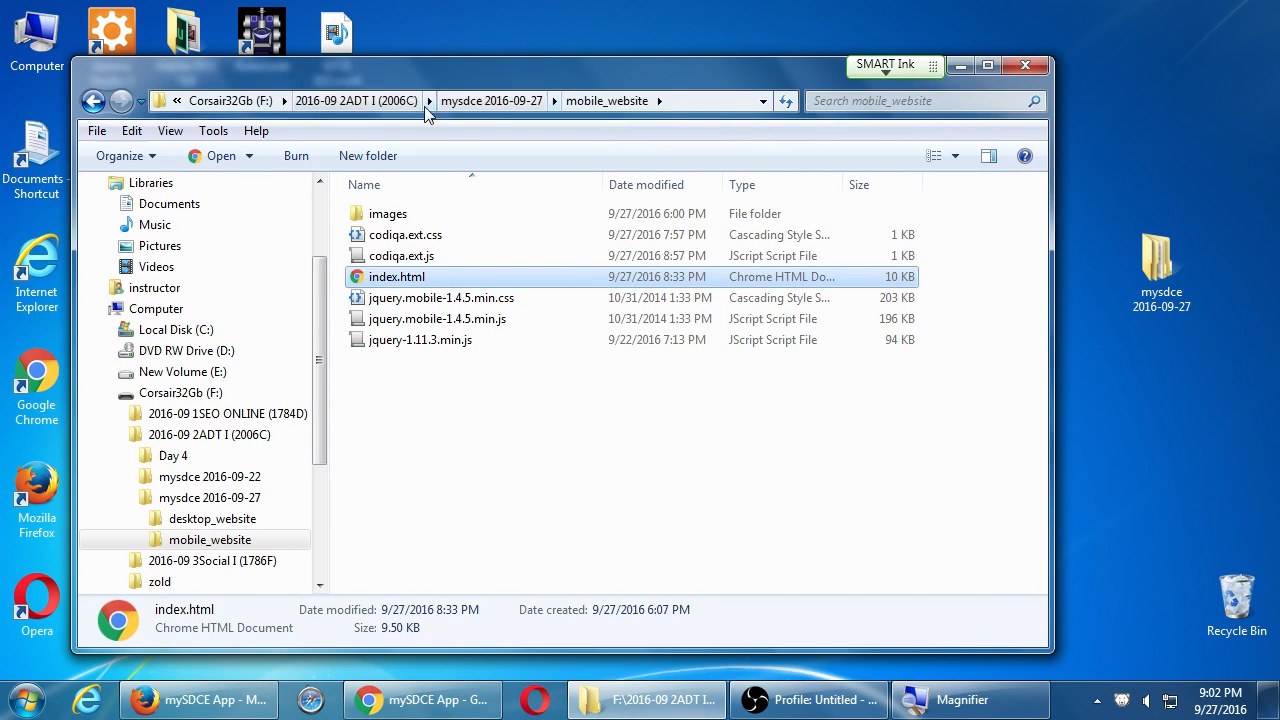 Computer
SMART Ink
« Corsair32Gb (F:) 2016-09 2ADT I (2006C) mysdce 2016-09-27 mobile_website
Search mobile_website
File Edit View Tools Help
Organize Open Burn New folder
Documents - Shortcut
Internet Explorer
Google Chrome
Mozilla Firefox
Opera
Libraries
Documents
Music
Pictures
Videos
instructor
Computer
Local Disk (C:)
DVD RW Drive (D:)
New Volume (E:)
Corsair32Gb (F:)
2016-09 1SEO ONLINE (1784D)
2016-09 2ADT I (2006C)
Day 4
mysdce 2016-09-22
mysdce 2016-09-27
desktop_website
mobile_website
2016-09 3Social I (1786F)
zold
Name Date modified Type Size
images 9/27/2016 6:00 PM File folder
codiqa.ext.css 9/27/2016 7:57 PM Cascading Style S... 1 KB
codiqa.ext.js 9/27/2016 8:57 PM JScript Script File 1 KB
index.html 9/27/2016 8:33 PM Chrome HTML Do... 10 KB
jquery.mobile-1.4.5.min.css 10/31/2014 1:33 PM Cascading Style S... 203 KB
jquery.mobile-1.4.5.min.js 10/31/2014 1:33 PM JScript Script File 196 KB
jquery-1.11.3.min.js 9/22/2016 7:13 PM JScript Script File 94 KB
index.html Date modified: 9/27/2016 8:33 PM Date created: 9/27/2016 6:07 PM
Chrome HTML Document Size: 9.50 KB
mysdce
2016-09-27
Recycle Bin
mySDCE App - M... mySDCE App - G... F:\2016-09 2ADT I... Profile: Untitled - ... Magnifier
9:02 PM
9/27/2016